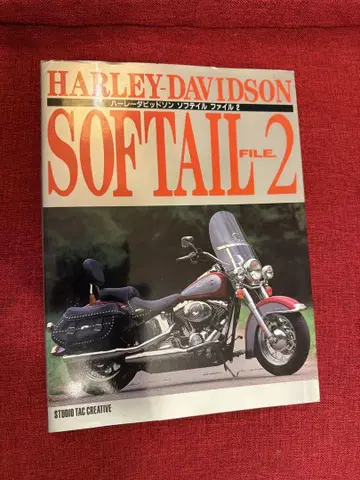 HARLEY-DAVIDSON
ハーレーダビッドソン ソフテイル ファイル 2
SOFTAIL FILE 2
STUDIO TAC CREATIVE